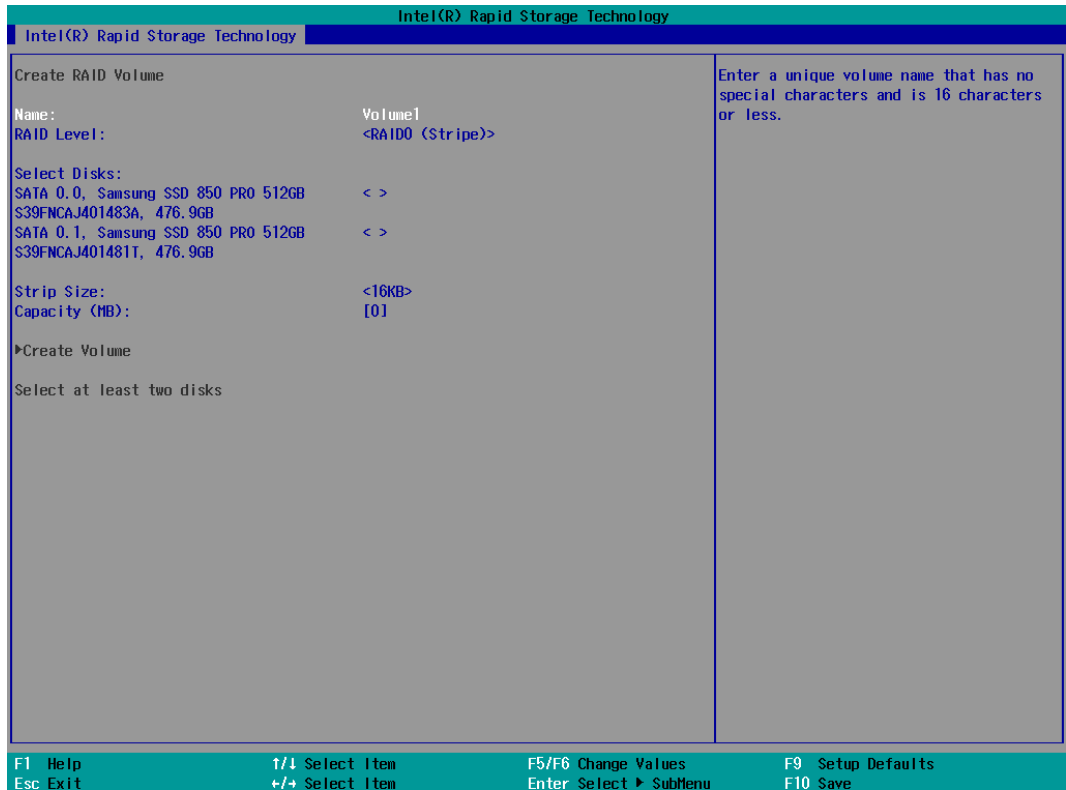 Intel(R) Rapid Storage Technology
Intel(R) Rapid Storage Technology
Create RAID Volume
Name: Volume1
RAID Level: <RAID0 (Stripe)>
Select Disks:
SATA 0.0, Samsung SSD 850 PRO 512GB < >
S39FNCAJ401483A, 476.9GB
SATA 0.1, Samsung SSD 850 PRO 512GB < >
S39FNCAJ401481T, 476.9GB
Strip Size: <16KB>
Capacity (MB): [0]
▶Create Volume
Select at least two disks
Enter a unique volume name that has no
special characters and is 16 characters
or less.
F1 Help ↑/↓ Select Item F5/F6 Change Values F9 Setup Defaults
Esc Exit ←/→ Select Item Enter Select ▶ SubMenu F10 Save